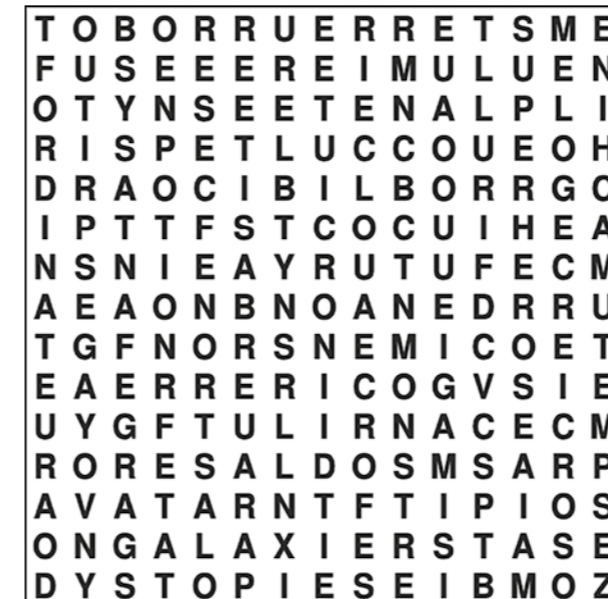 T O B O R R U E R R E T S M E
F U S E E E R E I M U L U E N
O T Y N S E E T E N A L P L I
R I S P E T L U C C O U E O H
D R A O C I B I L B O R R G C
I P T T F S T C O C U I H E A
N S N I E A Y R U T U F E C M
A E A O N B N O A N E D R R U
T G F N O R S N E M I C O E T
E A E R R E R I C O G V S I E
U Y G F T U L I R N A C E C M
R O R E S A L D O S M S A R P
A V A T A R N T F T I P I O S
O N G A L A X I E R S T A S E
D Y S T O P I E S E I B M O Z